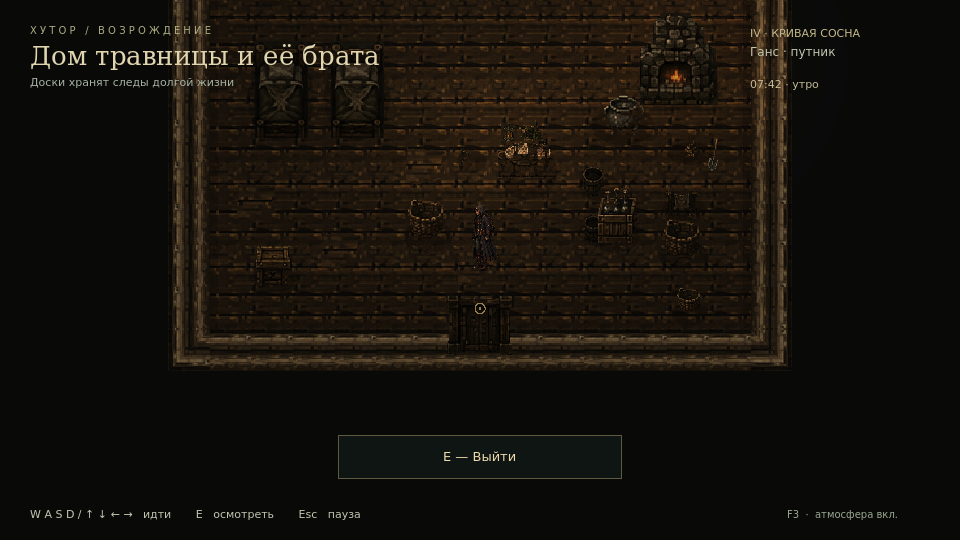 ХУТОР / ВОЗРОЖДЕНИЕ
Дом травницы и её брата
Доски хранят следы долгой жизни
IV · КРИВАЯ СОСНА
Ганс · путник
07:42 · утро
E — Выйти
W A S D / ↑ ↓ ← → идти E осмотреть Esc пауза
F3 · атмосфера вкл.